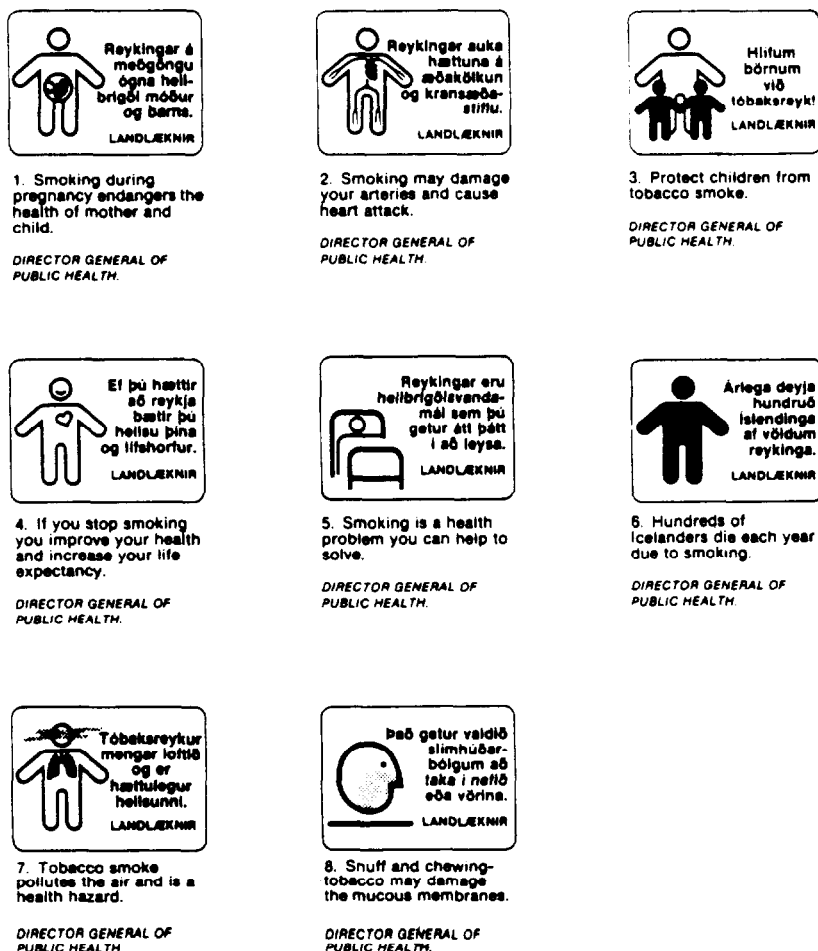 Reykingar á
meðgöngu
ógna heil-
brigði móður
og barns.
LANDLÆKNIR
1. Smoking during
pregnancy endangers the
health of mother and
child.
DIRECTOR GENERAL OF
PUBLIC HEALTH.
Reykingar auka
hættuna á
æðakölkun
og kransæða-
stíflu.
LANDLÆKNIR
2. Smoking may damage
your arteries and cause
heart attack.
DIRECTOR GENERAL OF
PUBLIC HEALTH.
Hlífum
börnum
við
tóbaksreyk!
LANDLÆKNIR
3. Protect children from
tobacco smoke.
DIRECTOR GENERAL OF
PUBLIC HEALTH.
Ef þú hættir
að reykja
bætir þú
heilsu þína
og lífshorfur.
LANDLÆKNIR
4. If you stop smoking
you improve your health
and increase your life
expectancy.
DIRECTOR GENERAL OF
PUBLIC HEALTH.
Reykingar eru
heilbrigðisvanda-
mál sem þú
getur átt þátt
í að leysa.
LANDLÆKNIR
5. Smoking is a health
problem you can help to
solve.
DIRECTOR GENERAL OF
PUBLIC HEALTH.
Árlega deyja
hundruð
Íslendinga
af völdum
reykinga.
LANDLÆKNIR
6. Hundreds of
Icelanders die each year
due to smoking.
DIRECTOR GENERAL OF
PUBLIC HEALTH.
Tóbaksreykur
mengar loftið
og er
hættulegur
heilsunni.
LANDLÆKNIR
7. Tobacco smoke
pollutes the air and is a
health hazard.
DIRECTOR GENERAL OF
PUBLIC HEALTH
Það getur valdið
slímhúðar-
bólgum að
taka í nefið
eða vörina.
LANDLÆKNIR
8. Snuff and chewing-
tobacco may damage
the mucous membranes.
DIRECTOR GENERAL OF
PUBLIC HEALTH.